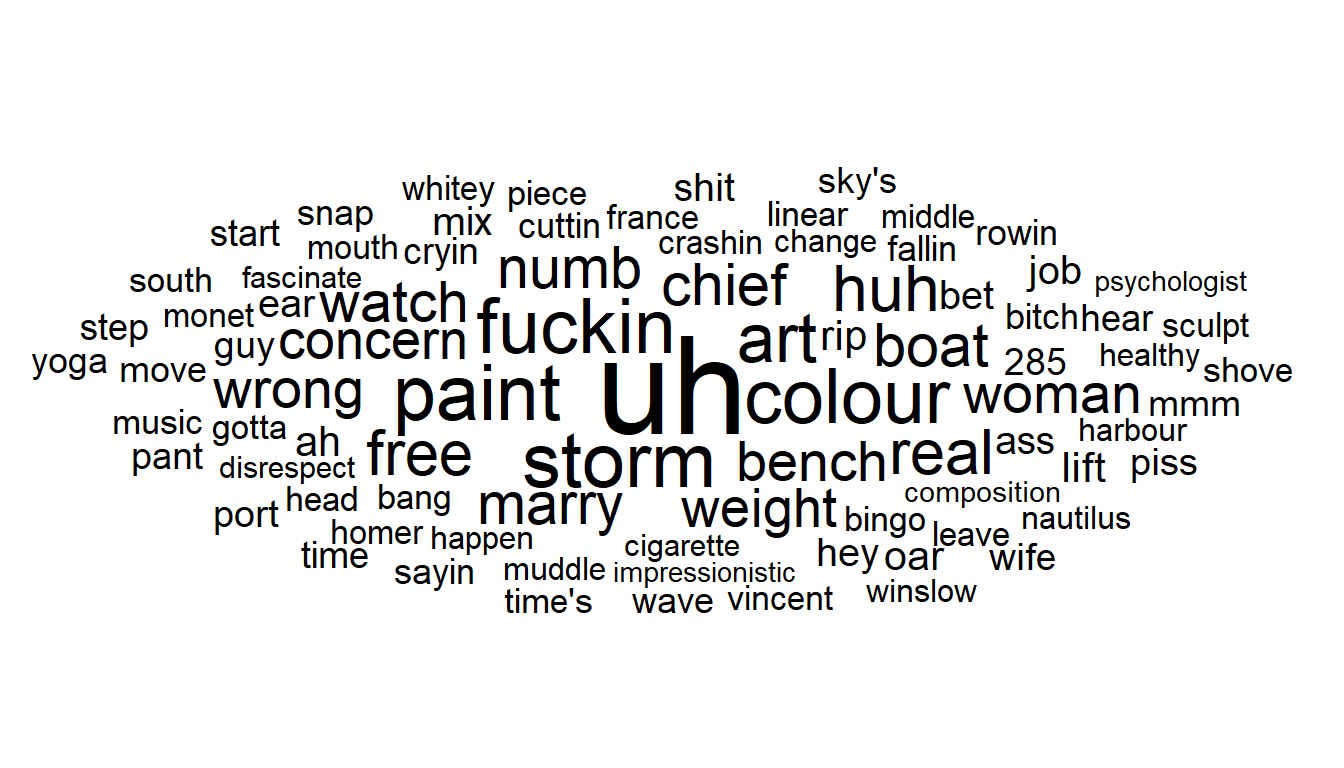 whitey piece shit sky's
start snap mix cuttin france linear middle rowin
mouth cryin crashin change fallin
south fascinate numb chief huh bet job psychologist
step monet ear watch fuckin art rip boat bitch hear sculpt
yoga move guy concern 285 healthy shove
wrong paint uh colour woman mmm
music gotta ah free storm bench real ass harbour
pant disrespect lift piss
port head bang marry weight composition
homer happen bingo leave nautilus
time sayin muddle cigarette hey oar wife
impressionistic
time's wave vincent winslow